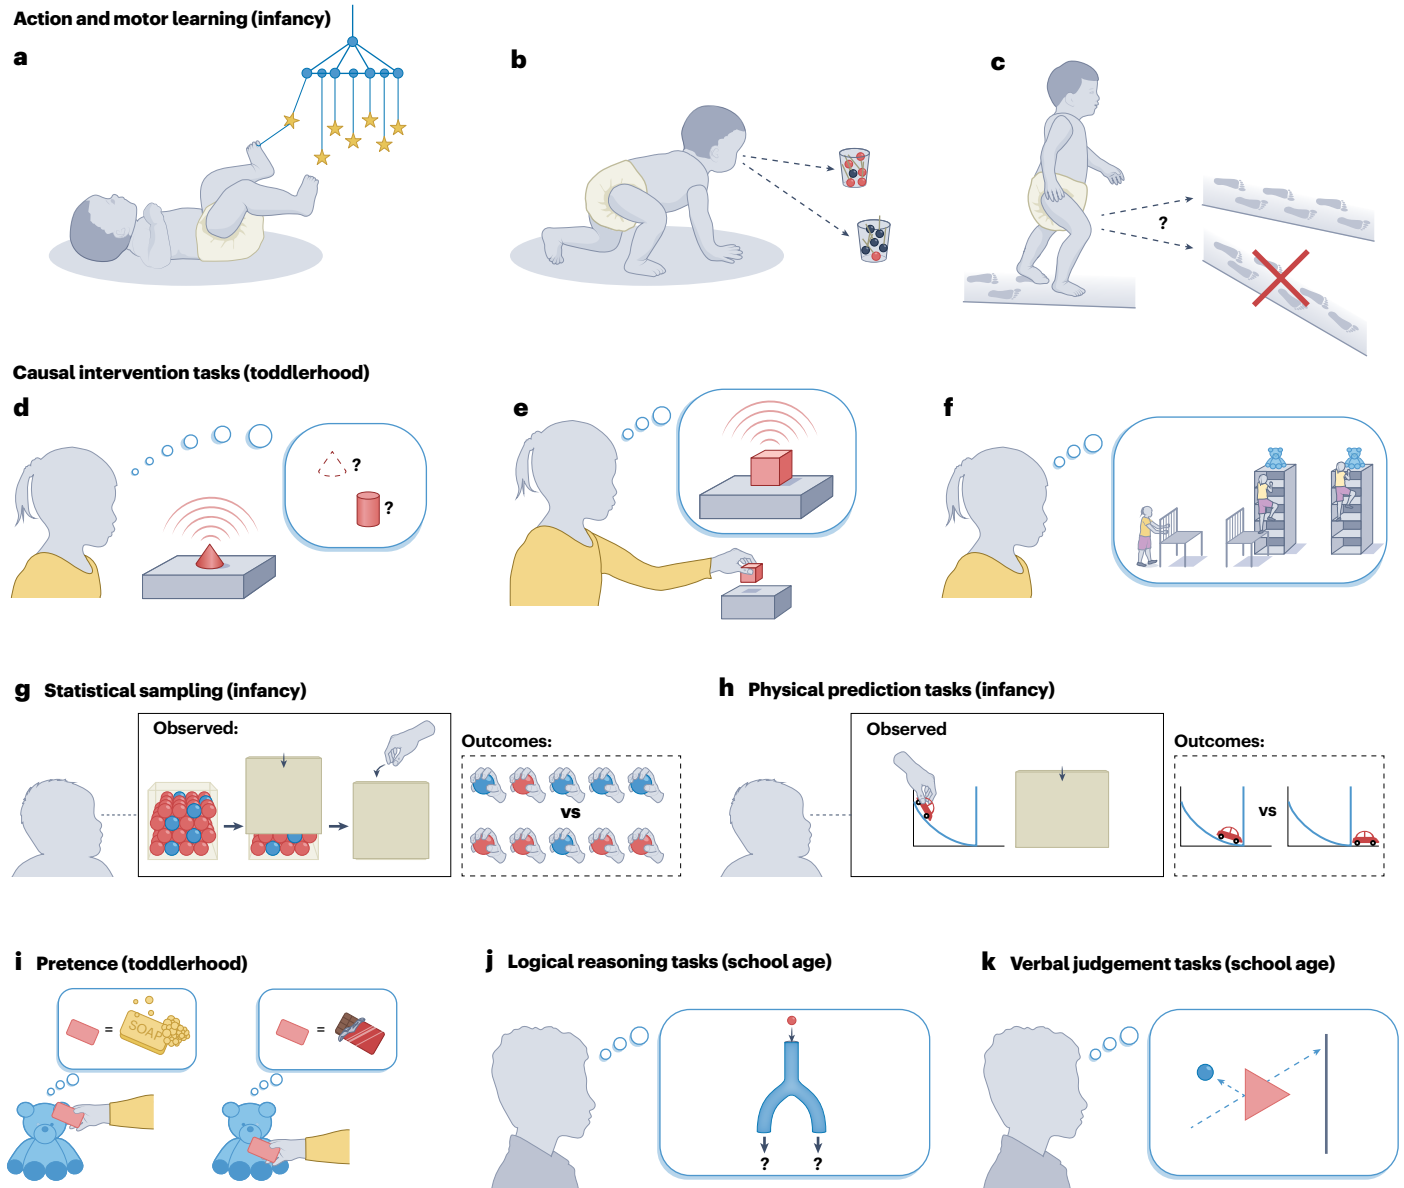 Action and motor learning (infancy)
a
b
c
?
Causal intervention tasks (toddlerhood)
d
?
?
e
f
g Statistical sampling (infancy)
Observed:
Outcomes:
vs
h Physical prediction tasks (infancy)
Observed
Outcomes:
vs
i Pretence (toddlerhood)
= SOAP
=
j Logical reasoning tasks (school age)
? ?
k Verbal judgement tasks (school age)